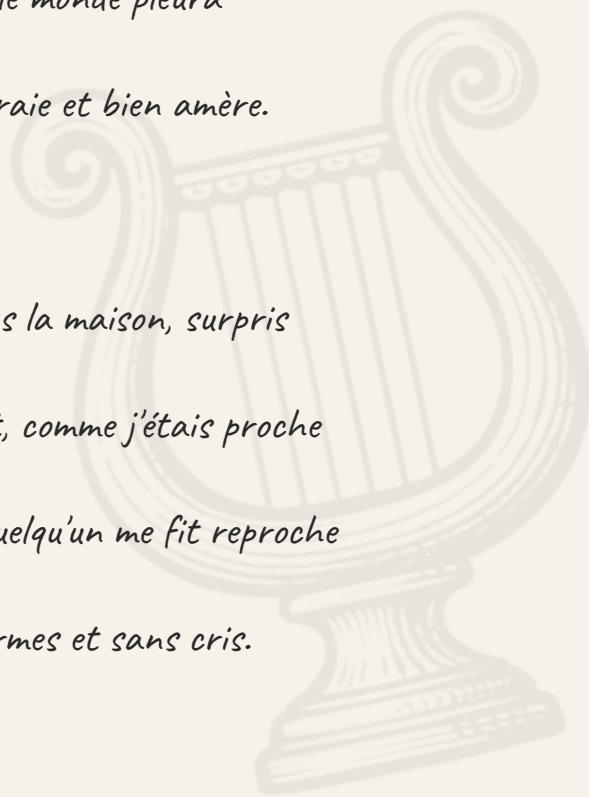 le monde pleura
raie et bien amère.
s la maison, surpris
, comme j'étais proche
uelqu'un me fit reproche
rmes et sans cris.